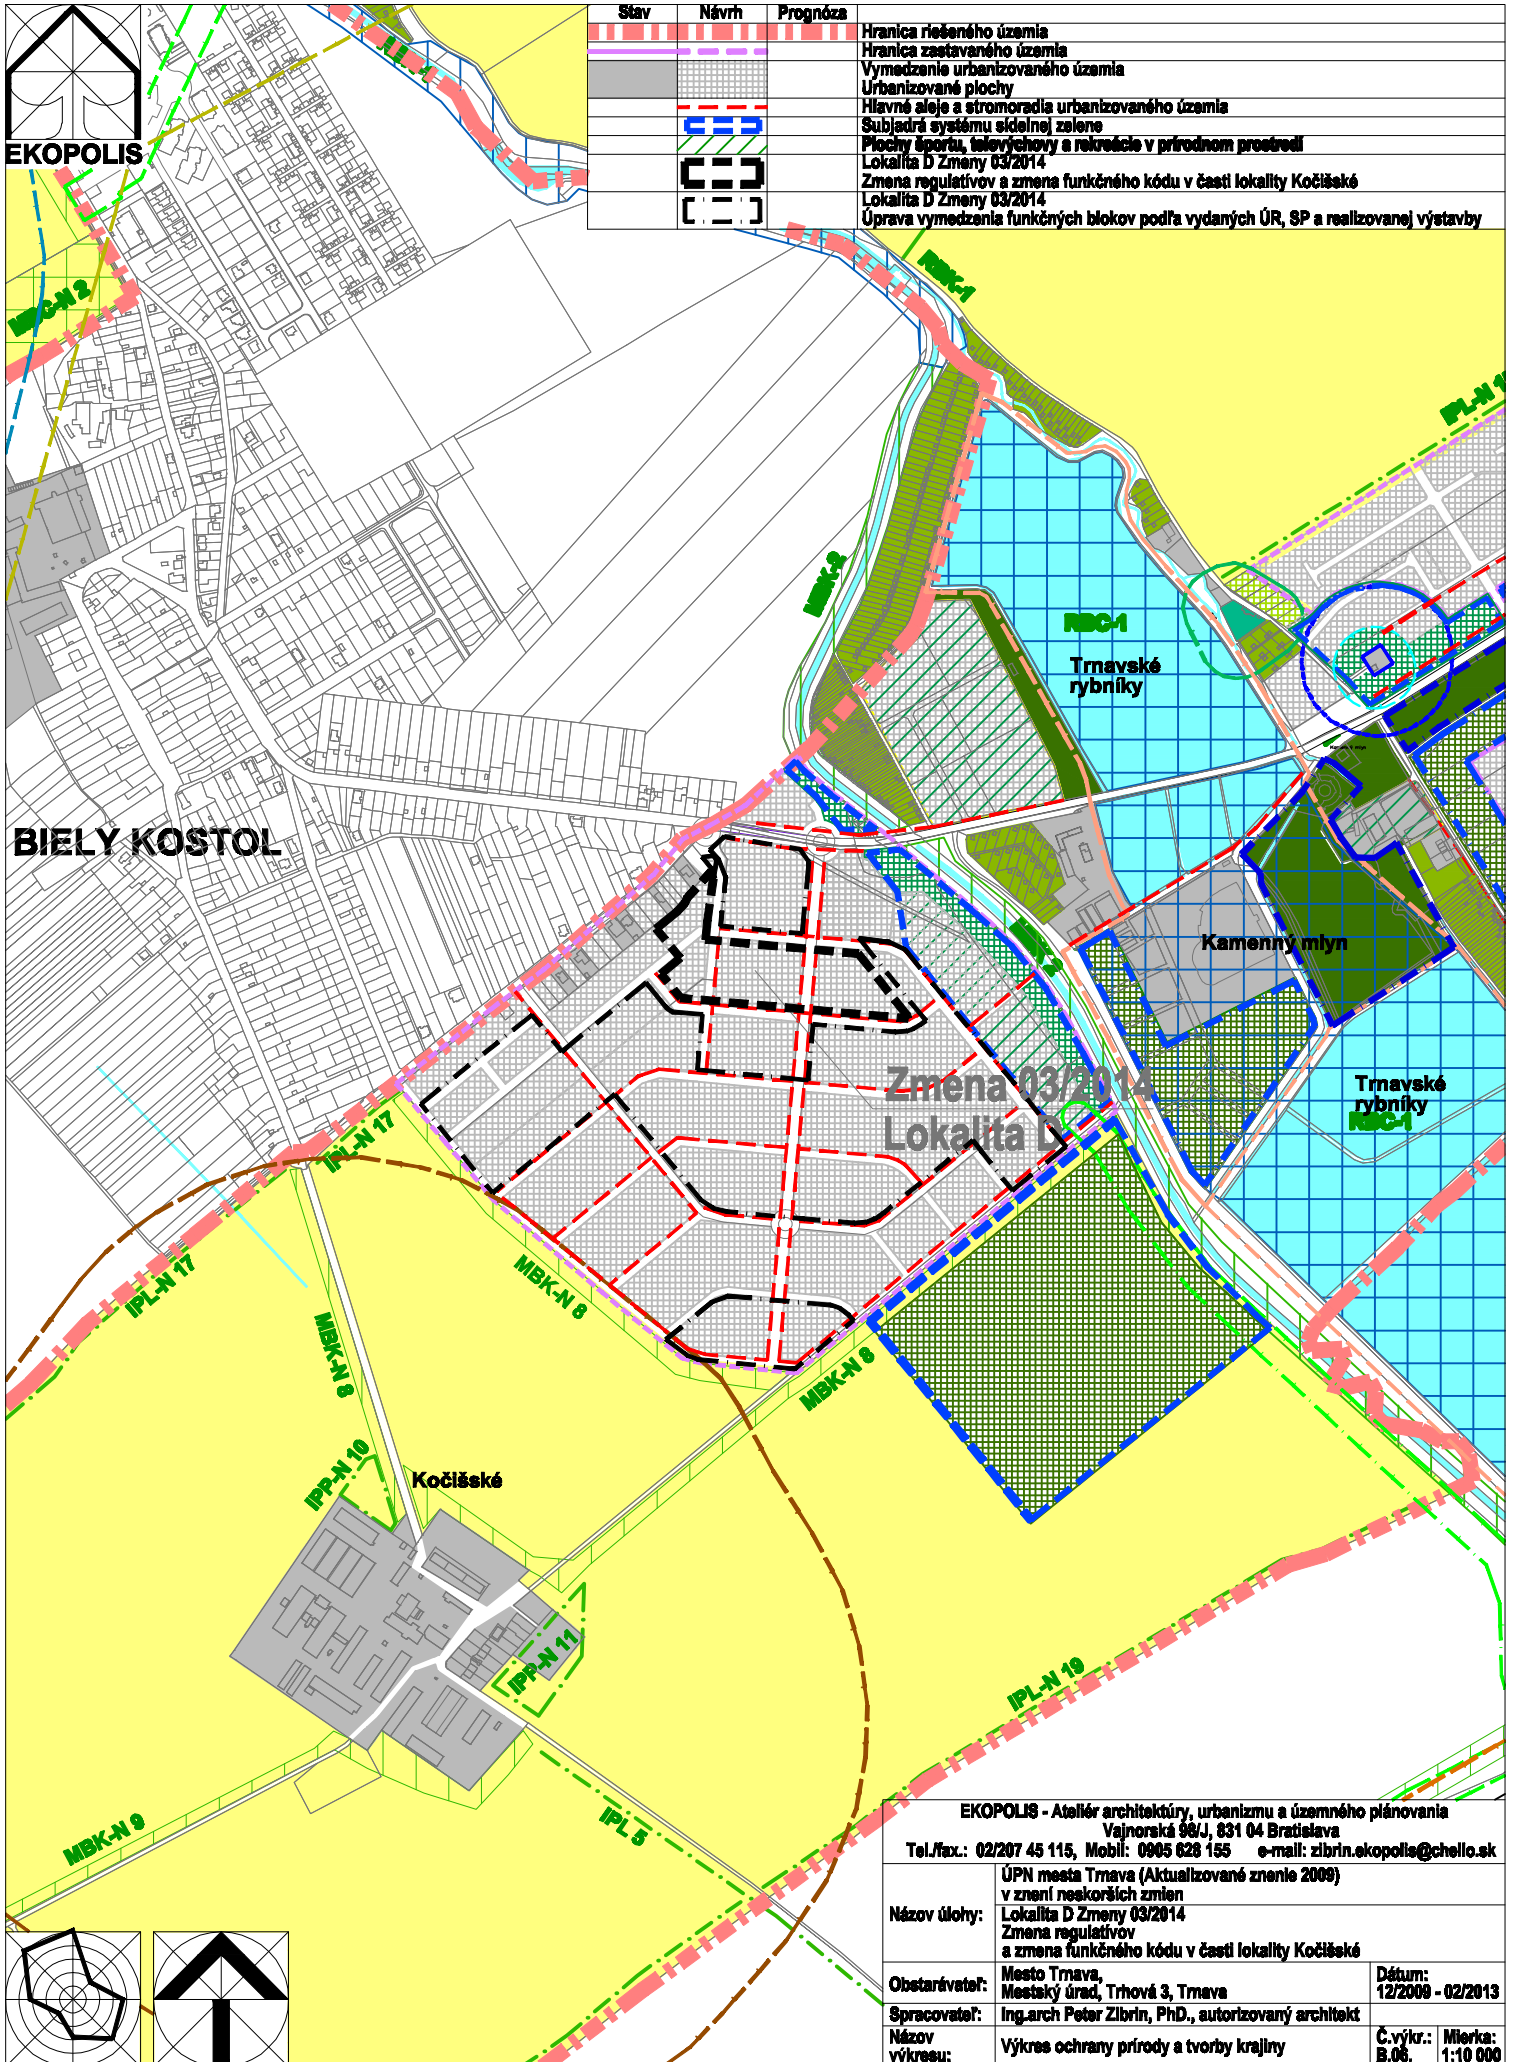 Stav Návrh Prognóza
Hranica riešeného územia
Hranica zastavaného územia
Vymedzenie urbanizovaného územia
Urbanizované plochy
Hlavné aleje a stromoradia urbanizovaného územia
Subjadrá systému sídelnej zelene
Plochy športu, telovýchovy a rekreácie v prírodnom prostredí
Lokalita D Zmeny 03/2014
Zmena regulatívov a zmena funkčného kódu v časti lokality Kočišské
Lokalita D Zmeny 03/2014
Úprava vymedzenia funkčných blokov podľa vydaných ÚR, SP a realizovanej výstavby
EKOPOLIS
RBK-1
MBC-N 2
IPL-N 1
MBK-2
RBC-1
Trnavské
rybníky
BIELY KOSTOL
Kamenný mlyn
MBK-2
Zmena 03/2014
Lokalita D
Trnavské
rybníky
RBC-1
IPL-N 17
IPL-N 17
MBK-N 8
MBK-N 8
MBK-N 8
IPP-N 10
Kočišské
IPP-N 11
IPL-N 19
IPL 5
MBK-N 9
EKOPOLIS - Ateliér architektúry, urbanizmu a územného plánovania
Vajnorská 98/J, 831 04 Bratislava
Tel./fax.: 02/207 45 115, Mobil: 0905 628 155 e-mail: zibrin.ekopolis@chello.sk
Názov úlohy:
ÚPN mesta Trnava (Aktualizované znenie 2009)
v znení neskorších zmien
Lokalita D Zmeny 03/2014
Zmena regulatívov
a zmena funkčného kódu v časti lokality Kočišské
Obstarávateľ:
Mesto Trnava,
Mestský úrad, Trhová 3, Trnava
Dátum:
12/2009 - 02/2013
Spracovateľ: Ing.arch Peter Zibrin, PhD., autorizovaný architekt
Názov
výkresu:
Výkres ochrany prírody a tvorby krajiny
Č.výkr.:
B.06.
Mierka:
1:10 000